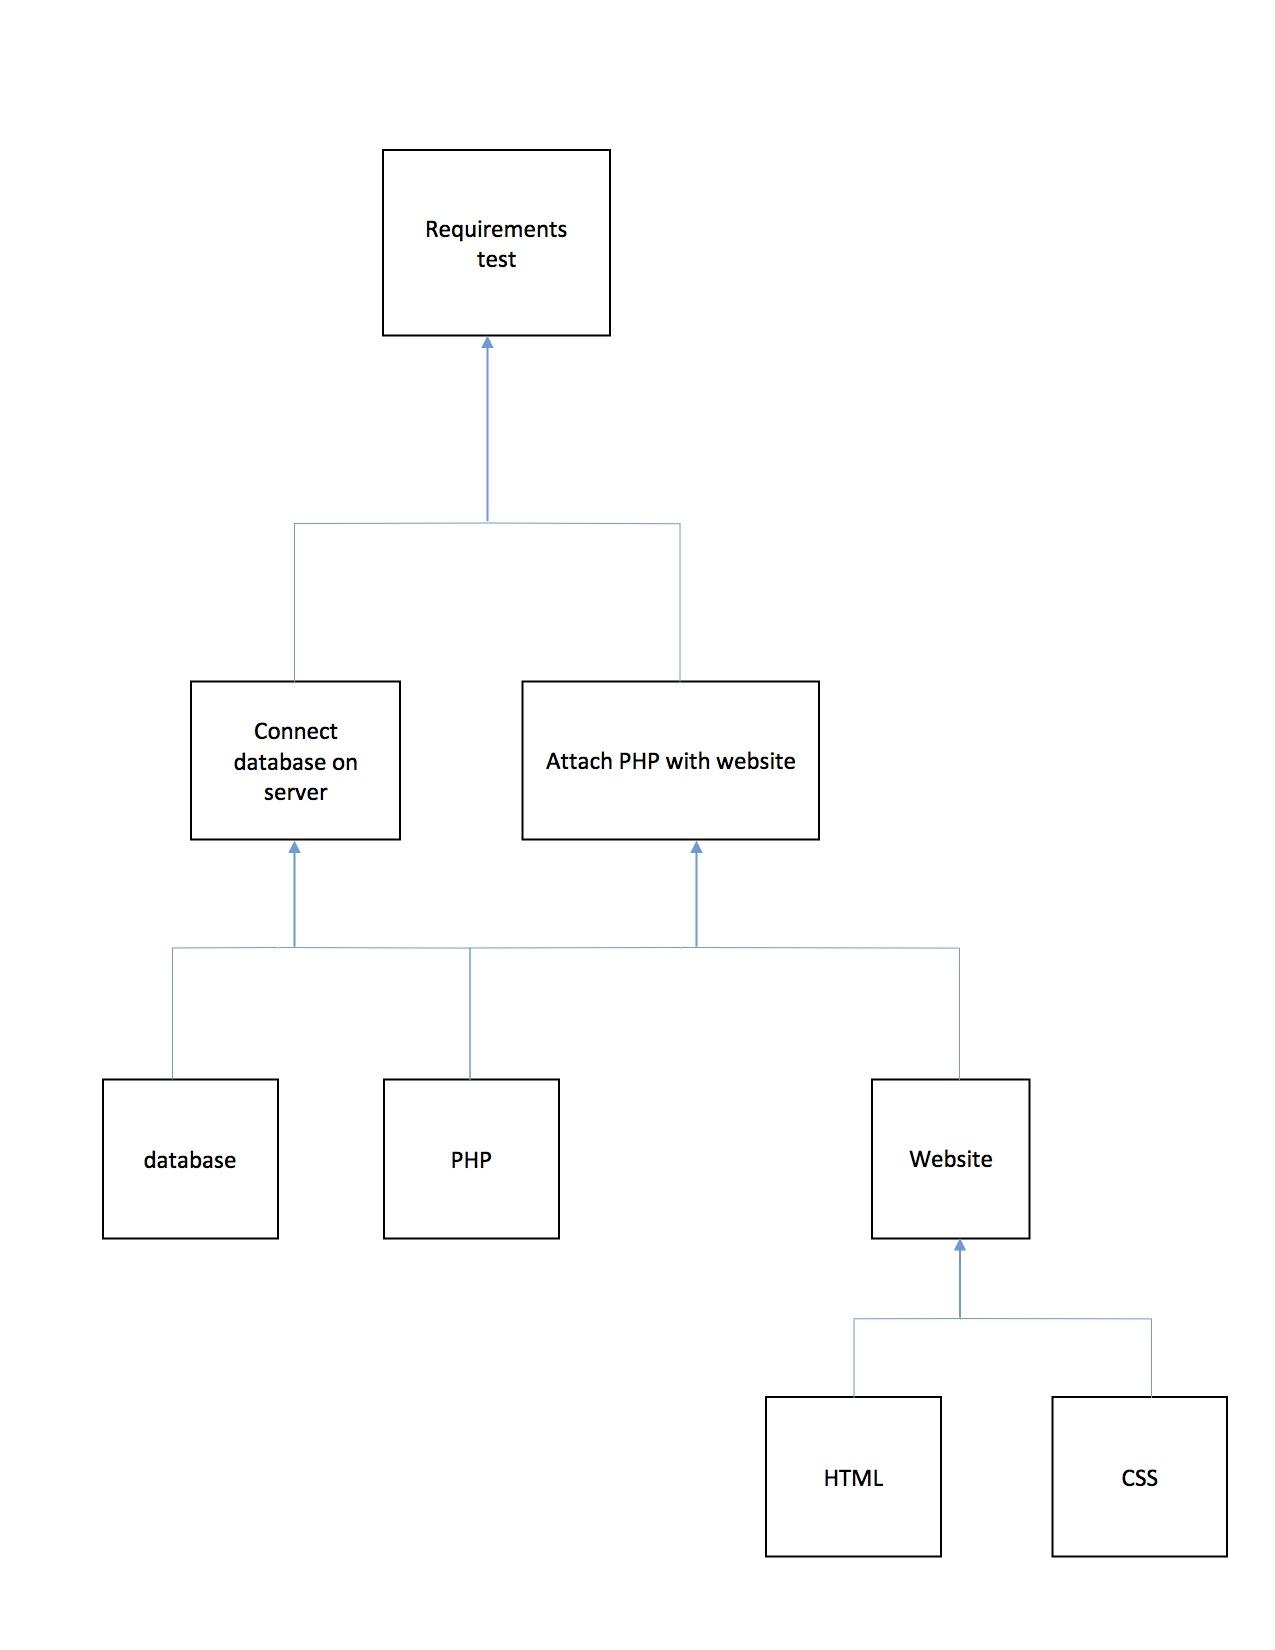 Requirements
test
Connect
database on
server
Attach PHP with website
database
PHP
Website
HTML
CSS